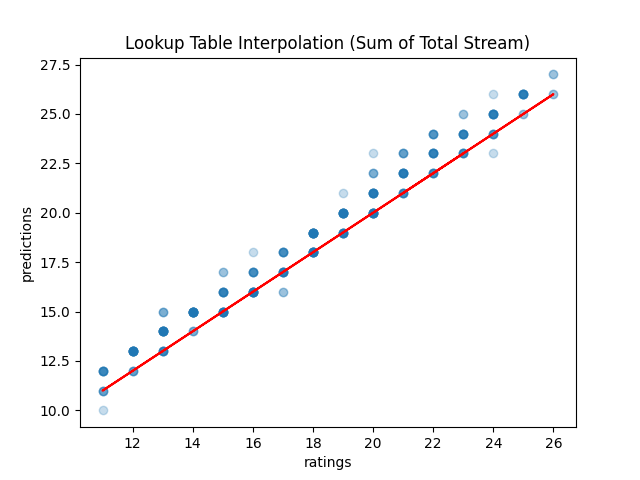 Lookup Table Interpolation (Sum of Total Stream)
27.5
25.0
22.5
20.0
17.5
15.0
12.5
10.0
predictions
12 14 16 18 20 22 24 26
ratings